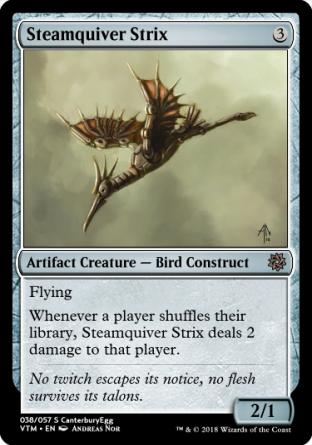 Steamquiver Strix 3
Artifact Creature — Bird Construct
Flying
Whenever a player shuffles their
library, Steamquiver Strix deals 2
damage to that player.
No twitch escapes its notice, no flesh
survives its talons.
2/1
038/057 S CanterburyEgg
VTM • EN Andreas Nor
™ & © 2018 Wizards of the Coast